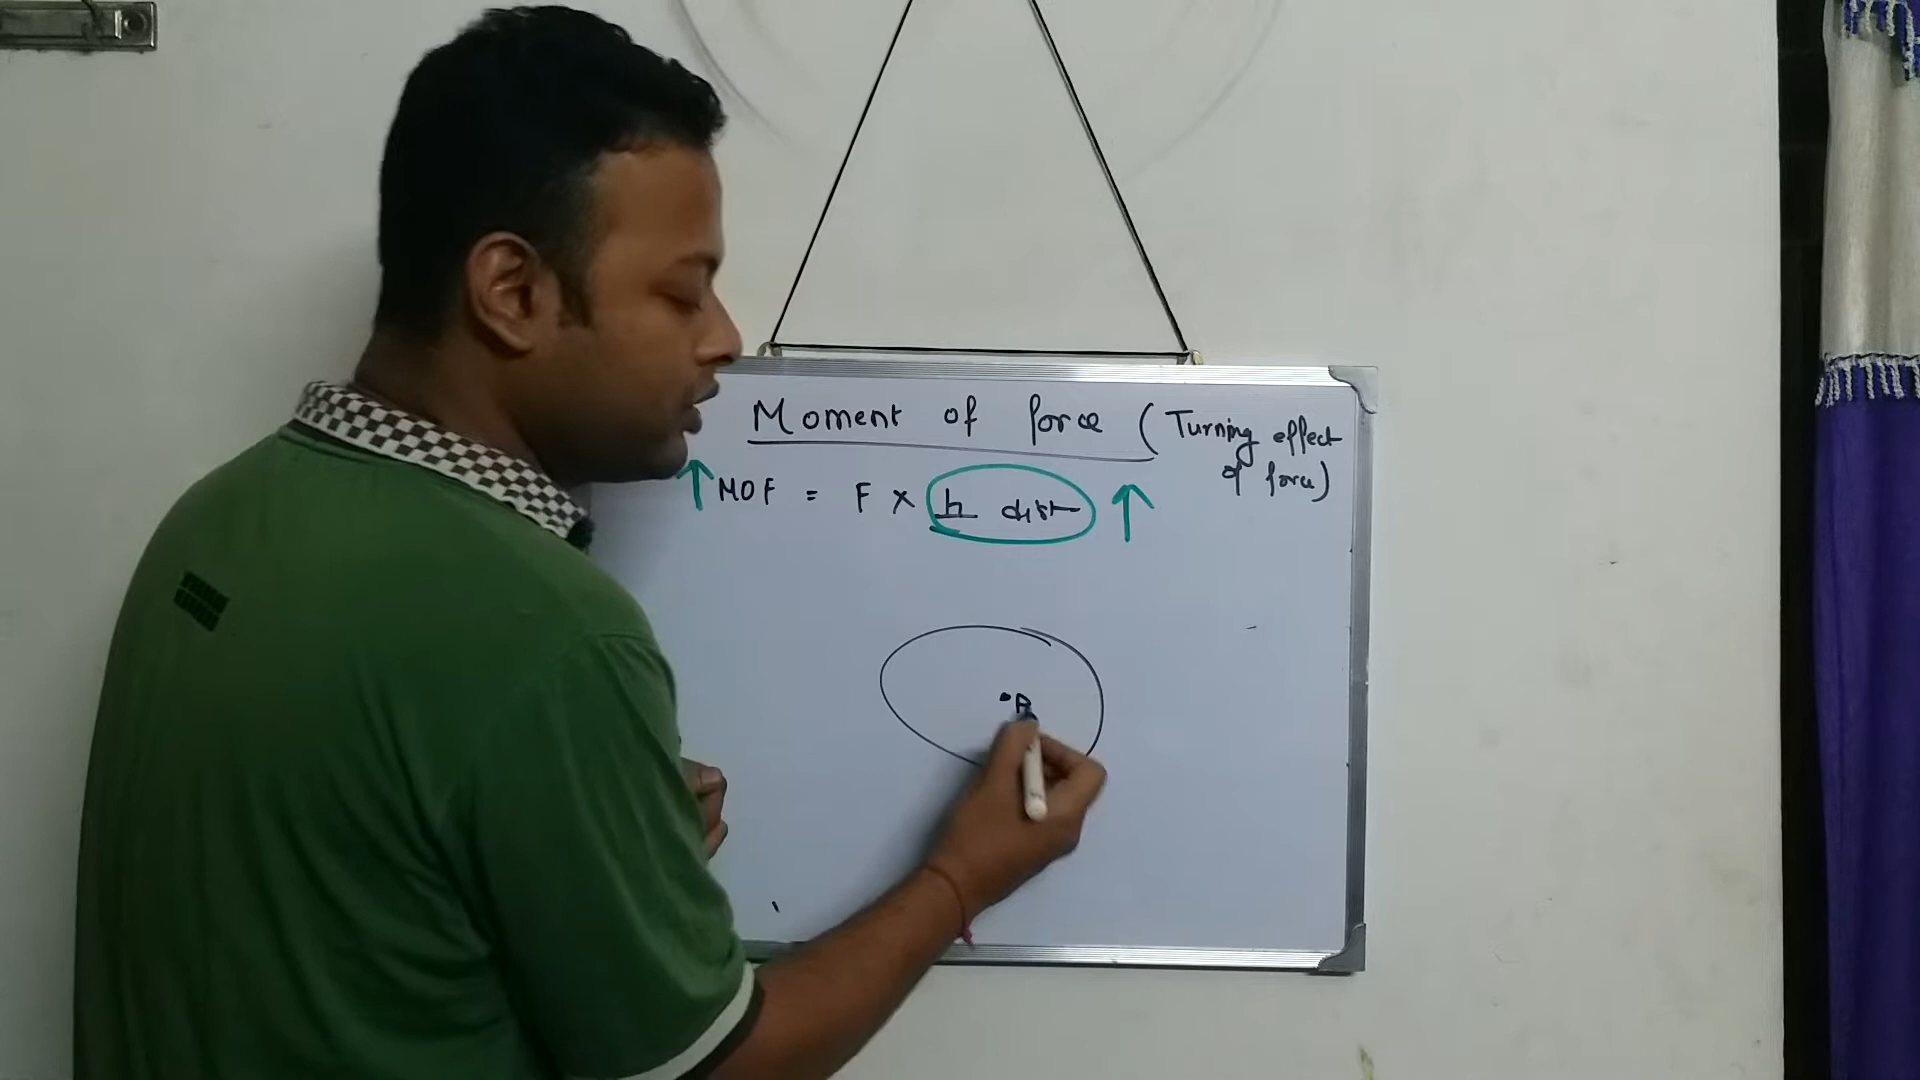 Moment of force ( Turning effect
of force)
↑ MOF = F × h dist ↑